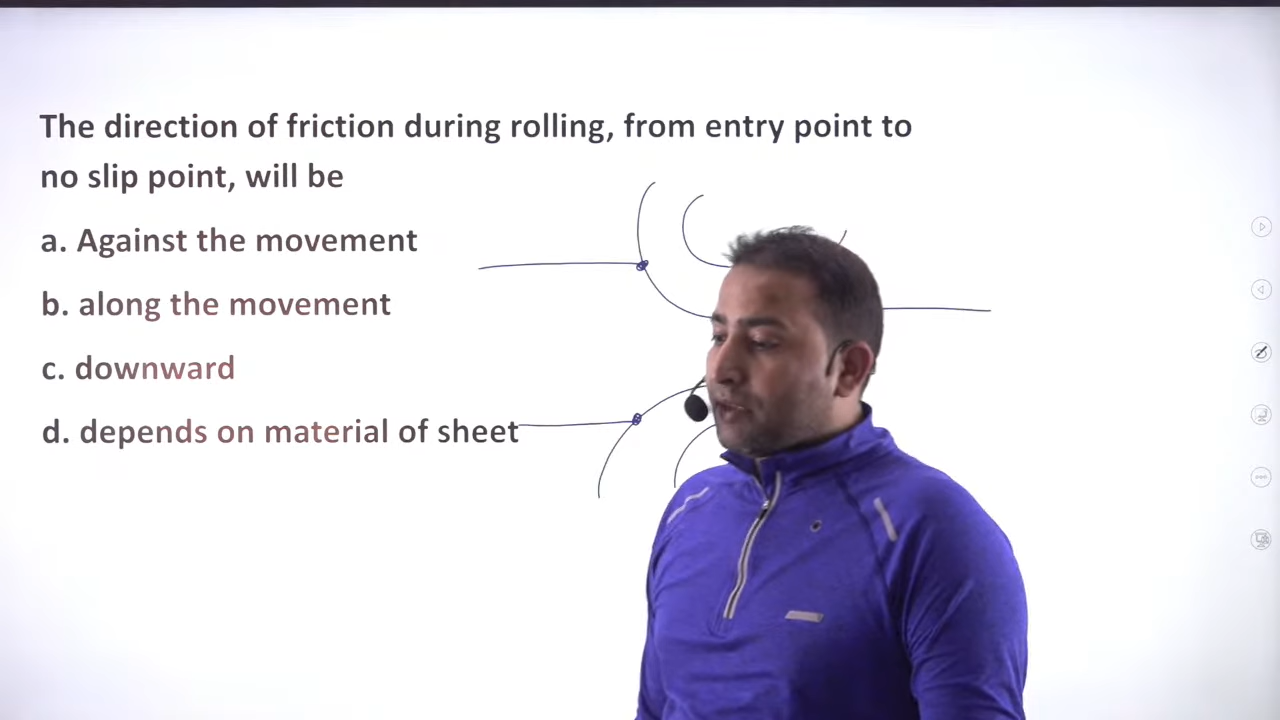 The direction of friction during rolling, from entry point to
no slip point, will be
a. Against the movement
b. along the movement
c. downward
d. depends on material of sheet